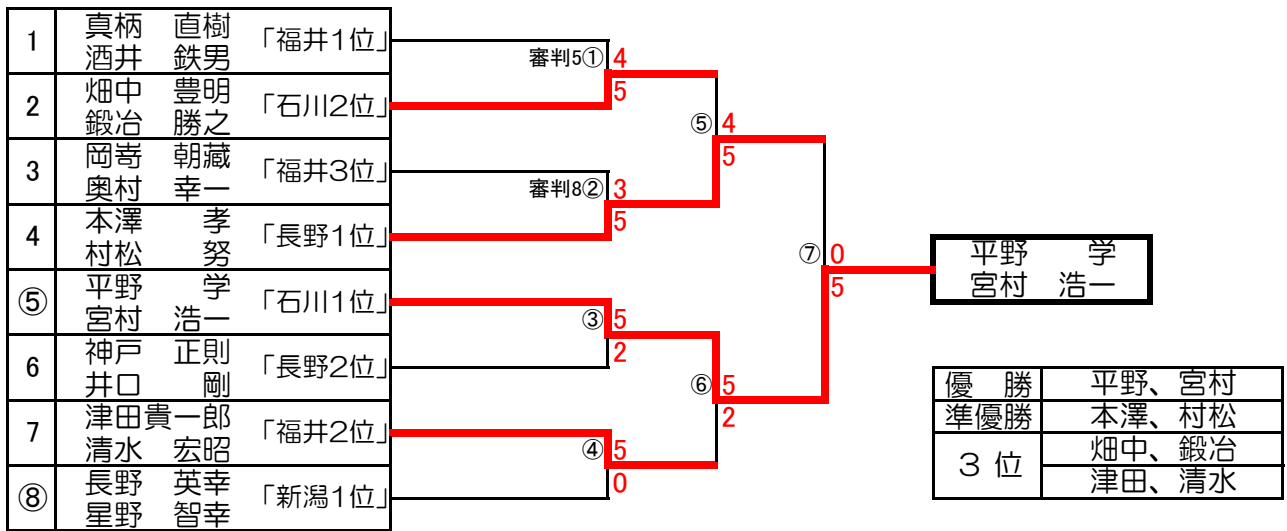 1 真柄 直樹 「福井1位」
酒井 鉄男
2 畑中 豊明 「石川2位」
鍛冶 勝之
3 岡嵜 朝藏 「福井3位」
奥村 幸一
4 本澤 孝 「長野1位」
村松 努
⑤ 平野 学 「石川1位」
宮村 浩一
6 神戸 正則 「長野2位」
井口 剛
7 津田貴一郎 「福井2位」
清水 宏昭
⑧ 長野 英幸 「新潟1位」
星野 智幸
審判5① 4
5
審判8② 3
5
③ 5
2
④ 5
0
⑤ 4
5
⑥ 5
2
⑦ 0
5
平野 学
宮村 浩一
優 勝 平野、宮村
準優勝 本澤、村松
3 位 畑中、鍛冶
津田、清水